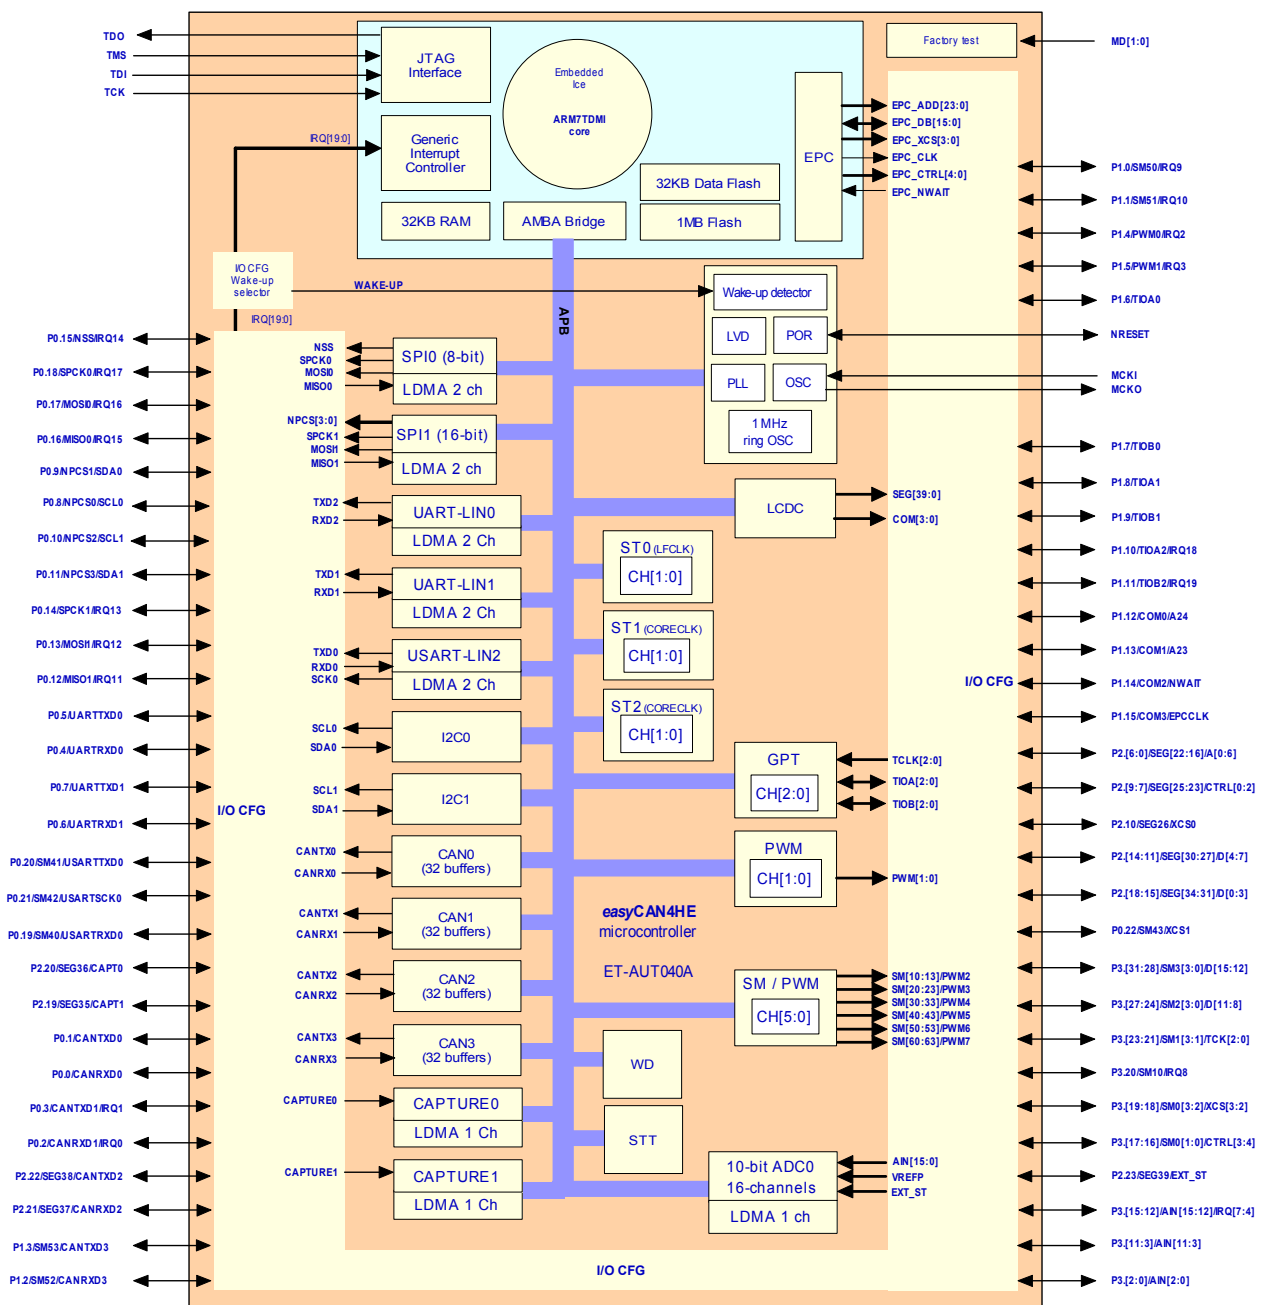 TDO
TMS
TDI
TCK
JTAG
Interface
Embedded
Ice
ARM7TDMI
core
Factory test
MD[1:0]
IRQ[19:0]
Generic
Interrupt
Controller
EPC
EPC_ADD[23:0]
EPC_DB[15:0]
EPC_XCS[3:0]
EPC_CLK
EPC_CTRL[4:0]
EPC_NWAIT
32KB Data Flash
32KB RAM
AMBA Bridge
1MB Flash
I/O CFG
Wake-up
selector
WAKE-UP
IRQ[19:0]
APB
Wake-up detector
LVD
POR
PLL
OSC
1 MHz
ring OSC
NRESET
MCKI
MCKO
P0.15/NSS/IRQ14
P0.18/SPCK0/IRQ17
P0.17/MOSI0/IRQ16
P0.16/MISO0/IRQ15
P0.9/NPCS1/SDA0
P0.8/NPCS0/SCL0
P0.10/NPCS2/SCL1
P0.11/NPCS3/SDA1
P0.14/SPCK1/IRQ13
P0.13/MOSI1/IRQ12
P0.12/MISO1/IRQ11
P0.5/UARTTXD0
P0.4/UARTRXD0
P0.7/UARTTXD1
P0.6/UARTRXD1
P0.20/SM41/USARTTXD0
P0.21/SM42/USARTSCK0
P0.19/SM40/USARTRXD0
P2.20/SEG36/CAPT0
P2.19/SEG35/CAPT1
P0.1/CANTXD0
P0.0/CANRXD0
P0.3/CANTXD1/IRQ1
P0.2/CANRXD1/IRQ0
P2.22/SEG38/CANTXD2
P2.21/SEG37/CANRXD2
P1.3/SM53/CANTXD3
P1.2/SM52/CANRXD3
I/O CFG
NSS
SPCK0
MOSI0
MISO0
SPI0 (8-bit)
LDMA 2 ch
NPCS[3:0]
SPCK1
MOSI1
MISO1
SPI1 (16-bit)
LDMA 2 ch
TXD2
RXD2
UART-LIN0
LDMA 2 Ch
TXD1
RXD1
UART-LIN1
LDMA 2 Ch
TXD0
RXD0
SCK0
USART-LIN2
LDMA 2 Ch
SCL0
SDA0
I2C0
SCL1
SDA1
I2C1
CANTX0
CANRX0
CAN0
(32 buffers)
CANTX1
CANRX1
CAN1
(32 buffers)
CANTX2
CANRX2
CAN2
(32 buffers)
CANTX3
CANRX3
CAN3
(32 buffers)
CAPTURE0
CAPTURE0
LDMA 1 Ch
CAPTURE1
CAPTURE1
LDMA 1 Ch
LCDC
SEG[39:0]
COM[3:0]
ST0 (LFCLK)
CH[1:0]
ST1 (CORECLK)
CH[1:0]
ST2 (CORECLK)
CH[1:0]
GPT
CH[2:0]
TCLK[2:0]
TIOA[2:0]
TIOB[2:0]
PWM
CH[1:0]
PWM[1:0]
easyCAN4HE
microcontroller
ET-AUT040A
SM / PWM
CH[5:0]
SM[10:13]/PWM2
SM[20:23]/PWM3
SM[30:33]/PWM4
SM[40:43]/PWM5
SM[50:53]/PWM6
SM[60:63]/PWM7
WD
STT
10-bit ADC0
16-channels
LDMA 1 ch
AIN[15:0]
VREFP
EXT_ST
I/O CFG
I/O CFG
P1.0/SM50/IRQ9
P1.1/SM51/IRQ10
P1.4/PWM0/IRQ2
P1.5/PWM1/IRQ3
P1.6/TIOA0
P1.7/TIOB0
P1.8/TIOA1
P1.9/TIOB1
P1.10/TIOA2/IRQ18
P1.11/TIOB2/IRQ19
P1.12/COM0/A24
P1.13/COM1/A23
P1.14/COM2/NWAIT
P1.15/COM3/EPCCLK
P2.[6:0]/SEG[22:16]/A[0:6]
P2.[9:7]/SEG[25:23]/CTRL[0:2]
P2.10/SEG26/XCS0
P2.[14:11]/SEG[30:27]/D[4:7]
P2.[18:15]/SEG[34:31]/D[0:3]
P0.22/SM43/XCS1
P3.[31:28]/SM3[3:0]/D[15:12]
P3.[27:24]/SM2[3:0]/D[11:8]
P3.[23:21]/SM1[3:1]/TCK[2:0]
P3.20/SM10/IRQ8
P3.[19:18]/SM0[3:2]/XCS[3:2]
P3.[17:16]/SM0[1:0]/CTRL[3:4]
P2.23/SEG39/EXT_ST
P3.[15:12]/AIN[15:12]/IRQ[7:4]
P3.[11:3]/AIN[11:3]
P3.[2:0]/AIN[2:0]